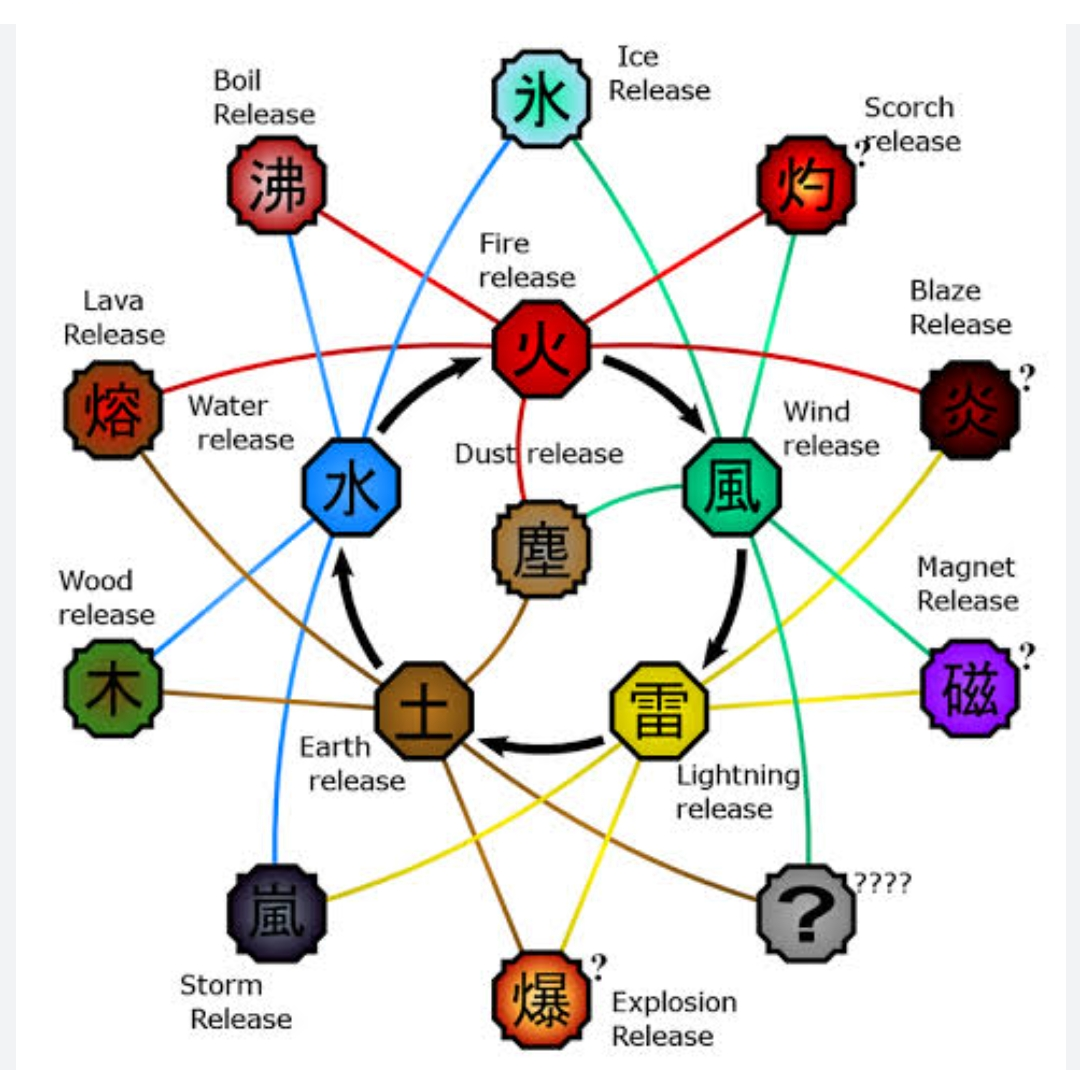 Ice
Release
Boil
Release
氷
Scorch
release
?
沸
灼
Fire
release
Lava
Release
Blaze
Release
火
?
熔
炎
Water
release
Wind
release
Dust release
水
風
塵
Wood
release
Magnet
Release
?
木
磁
土
雷
Earth
release
Lightning
release
????
嵐
?
?
Storm
Release
爆
Explosion
Release